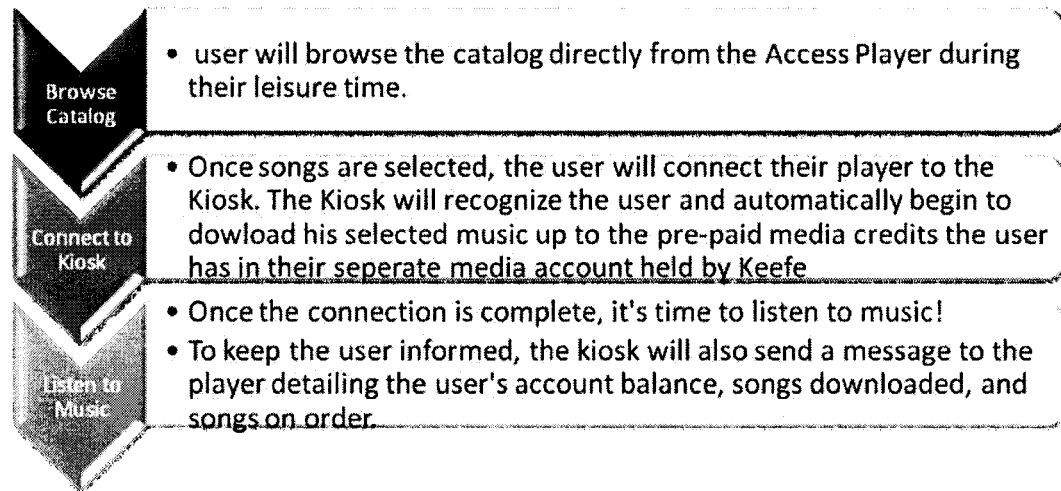 Browse
Catalog
• user will browse the catalog directly from the Access Player during
their leisure time.
Connect to
Kiosk
• Once songs are selected, the user will connect their player to the
Kiosk. The Kiosk will recognize the user and automatically begin to
dowload his selected music up to the pre-paid media credits the user
has in their seperate media account held by Keefe
Listen to
Music
• Once the connection is complete, it's time to listen to music!
• To keep the user informed, the kiosk will also send a message to the
player detailing the user's account balance, songs downloaded, and
songs on order.